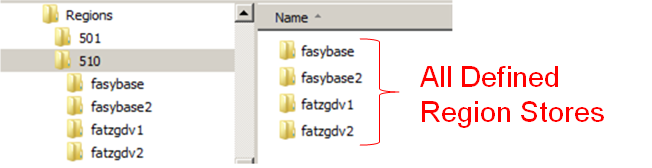 Regions
501
510
fasybase
fasybase2
fatzgdv1
fatzgdv2
Name
fasybase
fasybase2
fatzgdv1
fatzgdv2
All Defined
Region Stores